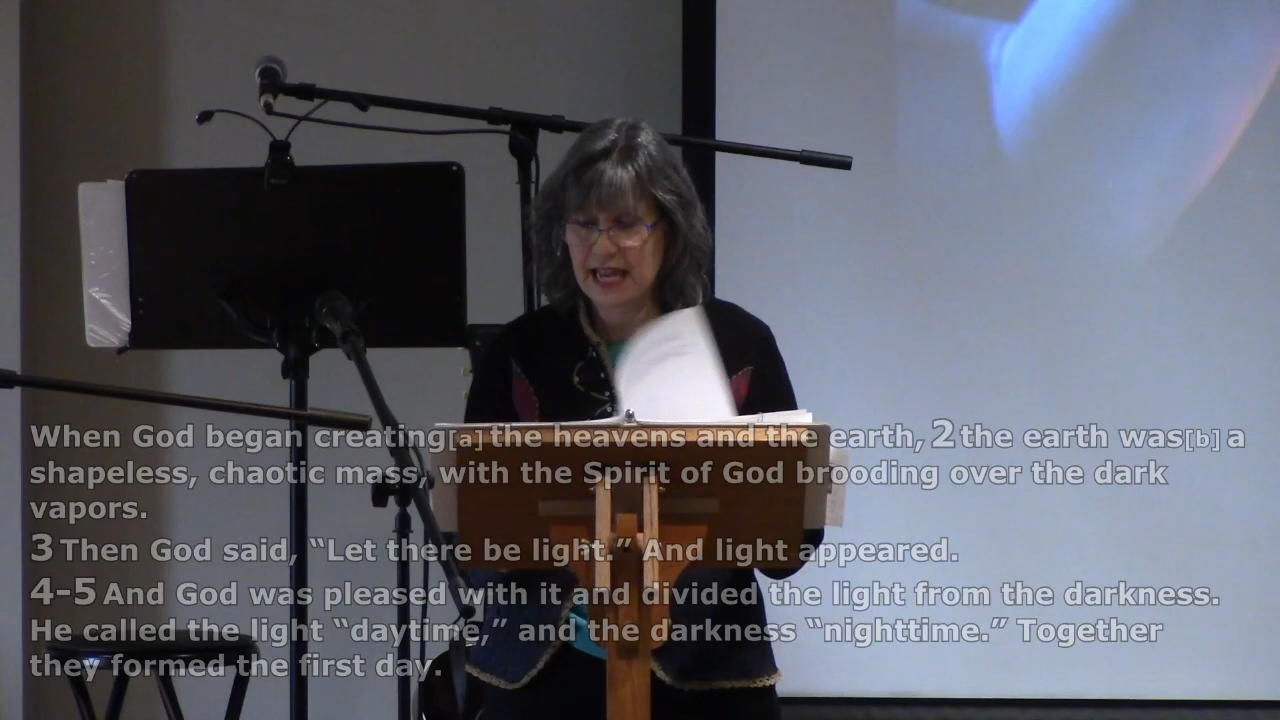 When God began creating[a] the heavens and the earth, 2 the earth was[b] a
shapeless, chaotic mass, with the Spirit of God brooding over the dark
vapors.
3 Then God said, “Let there be light.” And light appeared.
4-5 And God was pleased with it and divided the light from the darkness.
He called the light “daytime,” and the darkness “nighttime.” Together
they formed the first day.